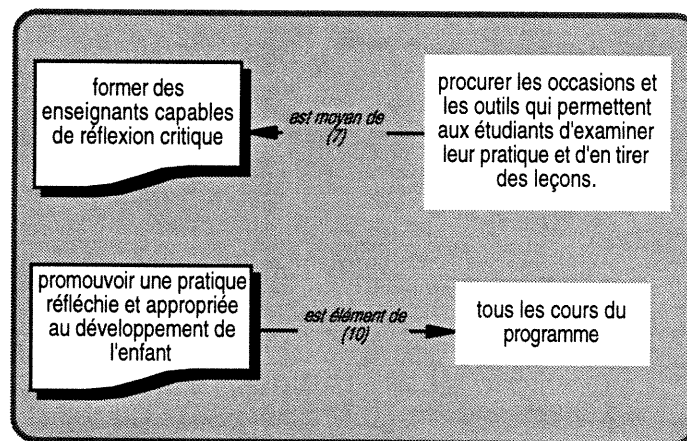 former des
enseignants capables
de réflexion critique
est moyen de
(7)
procurer les occasions et
les outils qui permettent
aux étudiants d'examiner
leur pratique et d'en tirer
des leçons.
promouvoir une pratique
réfléchie et appropriée
au développement de
l'enfant
est élément de
(10)
tous les cours du
programme